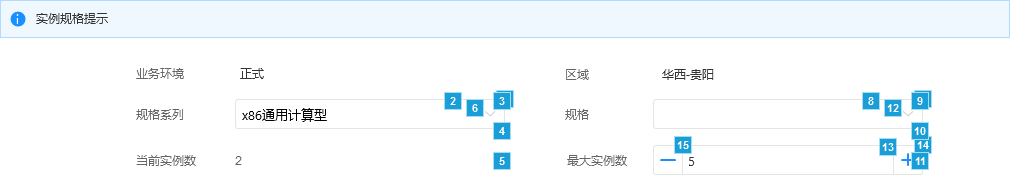 实例规格提示
业务环境 正式 区域 华西-贵阳
规格系列 x86通用计算型 2 6 3 4 规格 8 12 9 10
当前实例数 2 5 最大实例数 15 5 13 14 11